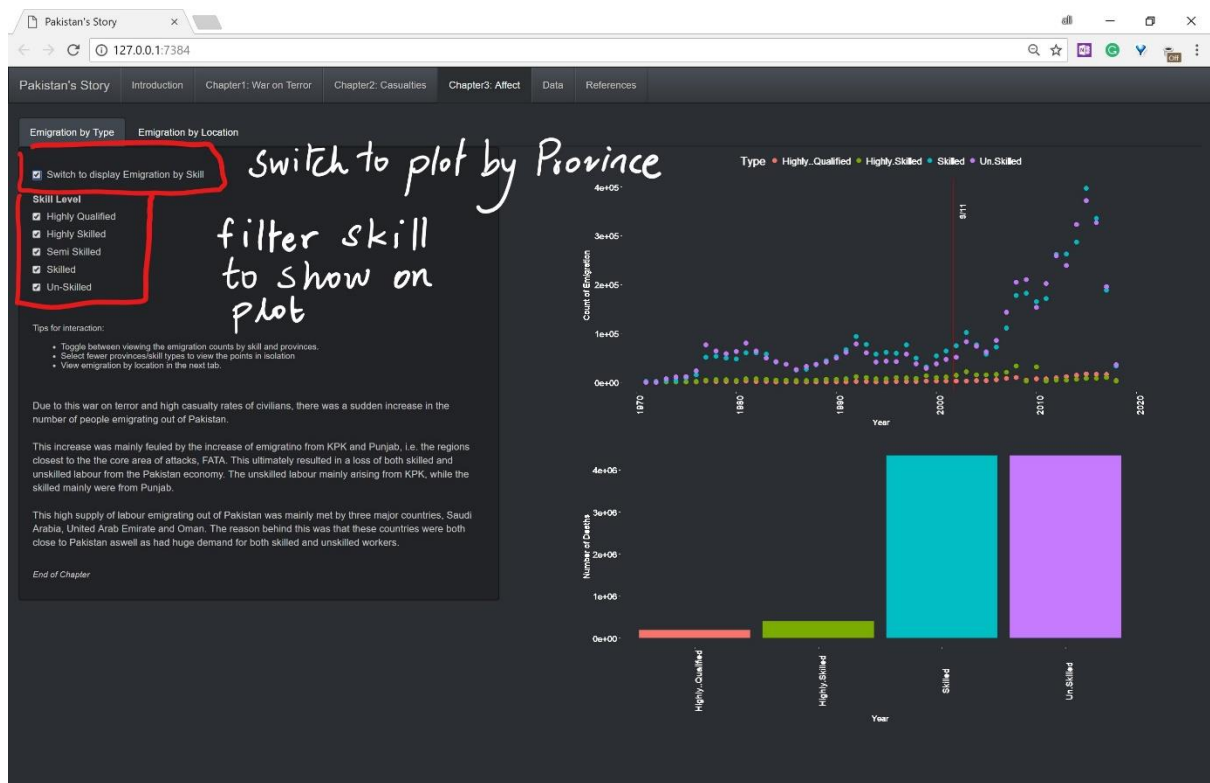 Pakistan's Story
127.0.0.1:7384
Off
Pakistan's Story Introduction Chapter1: War on Terror Chapter2: Casualties Chapter3: Affect Data References
Emigration by Type Emigration by Location
Switch to display Emigration by Skill
switch to plot by Province
Skill Level
Highly Qualified
Highly Skilled
Semi Skilled
Skilled
Un-Skilled
filter skill
to show on
plot
Tips for interaction:
Toggle between viewing the emigration counts by skill and provinces.
Select fewer provinces/skill types to view the points in isolation
View emigration by location in the next tab.
Due to this war on terror and high casualty rates of civilians, there was a sudden increase in the
number of people emigrating out of Pakistan.
This increase was mainly feuled by the increase of emigratino from KPK and Punjab, i.e. the regions
closest to the the core area of attacks, FATA. This ultimately resulted in a loss of both skilled and
unskilled labour from the Pakistan economy. The unskilled labour mainly arising from KPK, while the
skilled mainly were from Punjab.
This high supply of labour emigrating out of Pakistan was mainly met by three major countries, Saudi
Arabia, United Arab Emirate and Oman. The reason behind this was that these countries were both
close to Pakistan aswell as had huge demand for both skilled and unskilled workers.
End of Chapter
Type Highly..Qualified Highly.Skilled Skilled Un.Skilled
4e+05
3e+05
2e+05
1e+05
0e+00
Count of Emigration
9/11
1970 1980 1990 2000 2010 2020
Year
4e+06
3e+06
2e+06
1e+06
0e+00
Number of Deaths
Highly..Qualified Highly.Skilled Skilled Un.Skilled
Year